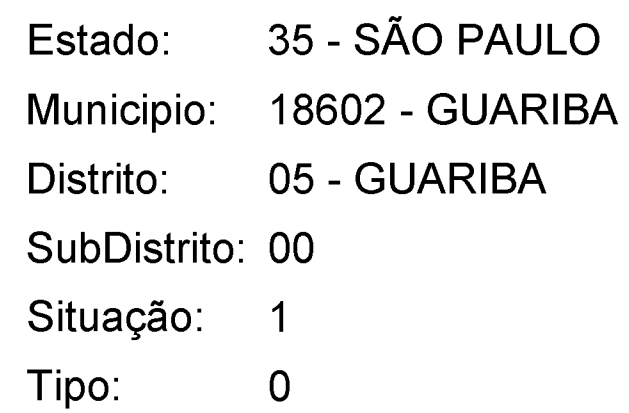 Estado: 35 - SÃO PAULO
Municipio: 18602 - GUARIBA
Distrito: 05 - GUARIBA
SubDistrito: 00
Situação: 1
Tipo: 0